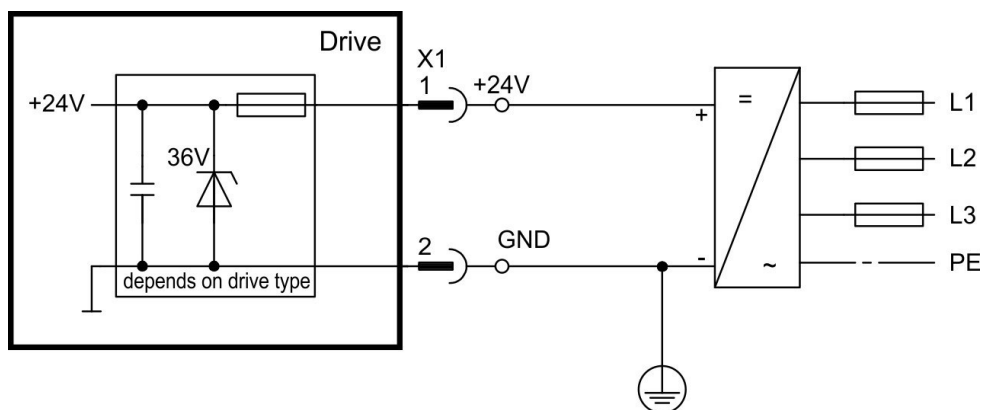 Drive
X1
1
+24V
+24V
=
+
L1
36V
L2
L3
2
GND
-
~
PE
depends on drive type